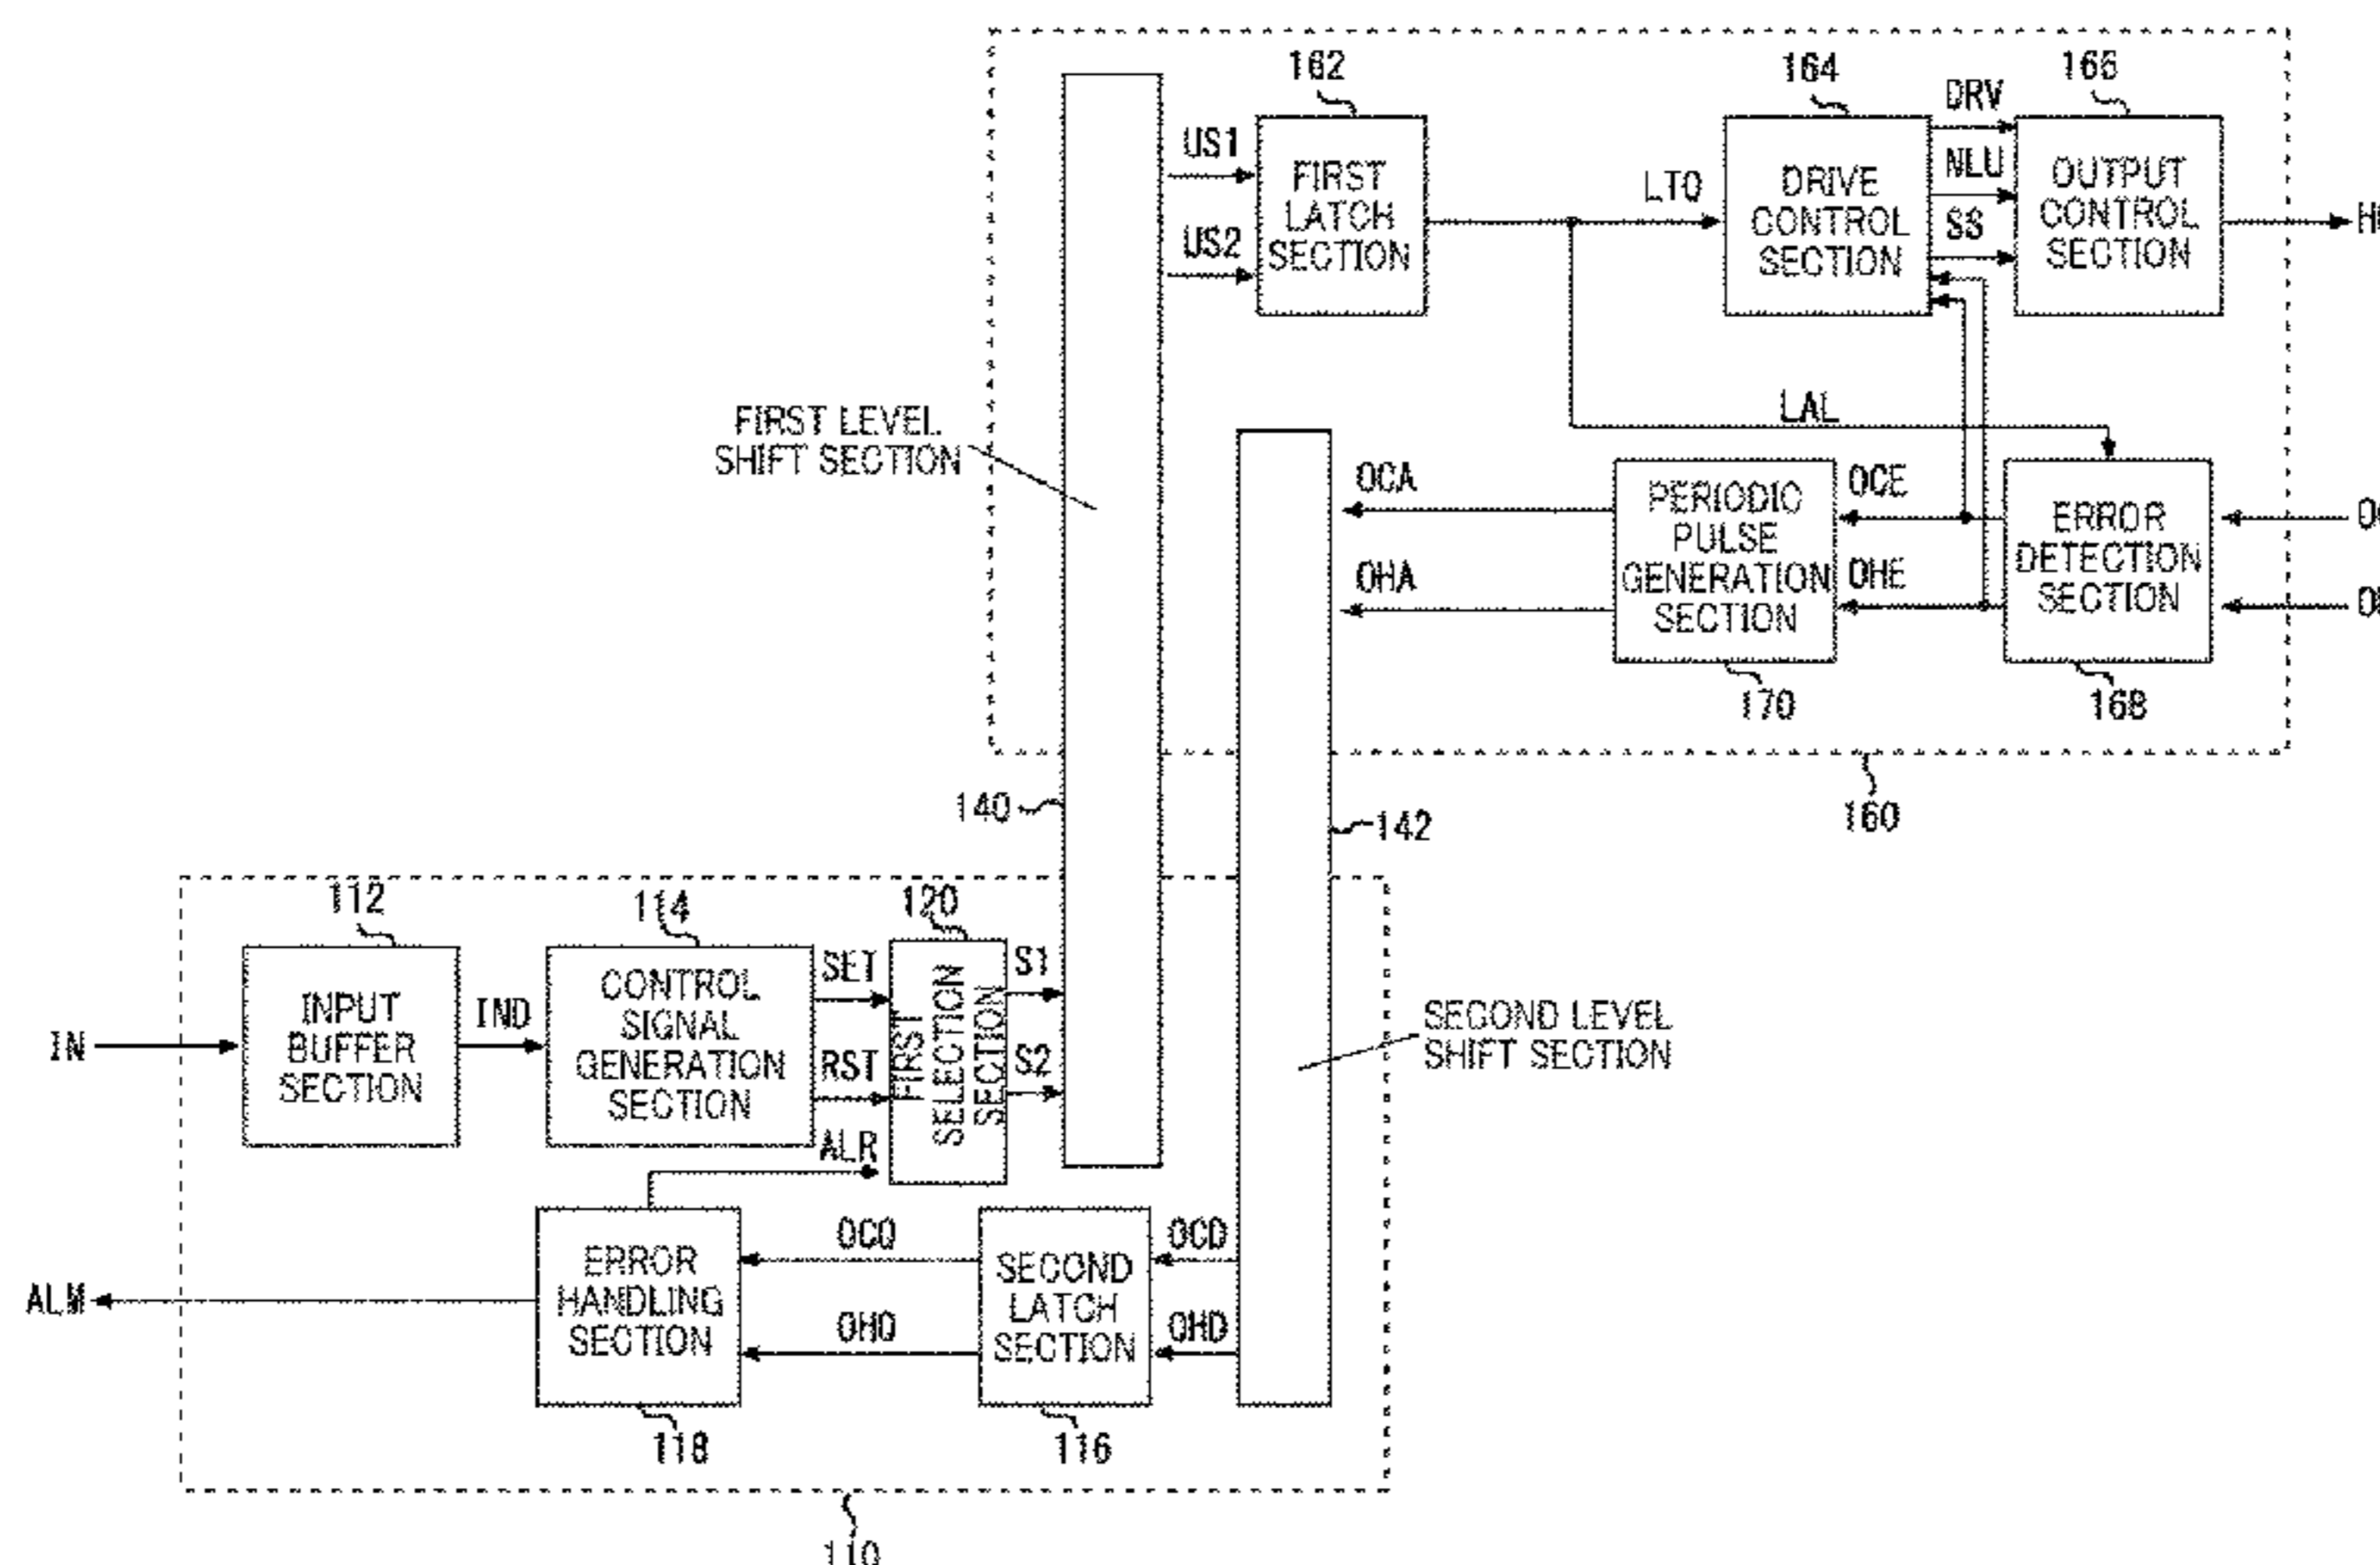 162
164
166
DRV
US1
NLU
FIRST
LATCH
SECTION
LTQ
DRIVE
CONTROL
SECTION
OUTPUT
CONTROL
SECTION
SS
US2
FIRST LEVEL
SHIFT SECTION
LAL
OCA
PERIODIC
PULSE
GENERATION
SECTION
OCE
ERROR
DETECTION
SECTION
OHA
OHE
170
168
140
142
160
112
114
120
INPUT
BUFFER
SECTION
CONTROL
SIGNAL
GENERATION
SECTION
SET
FIRST
SELECTION
SECTION
S1
IN
IND
RST
S2
SECOND LEVEL
SHIFT SECTION
ALR
ERROR
HANDLING
SECTION
OCQ
SECOND
LATCH
SECTION
OCD
ALM
OHQ
OHD
118
116
110